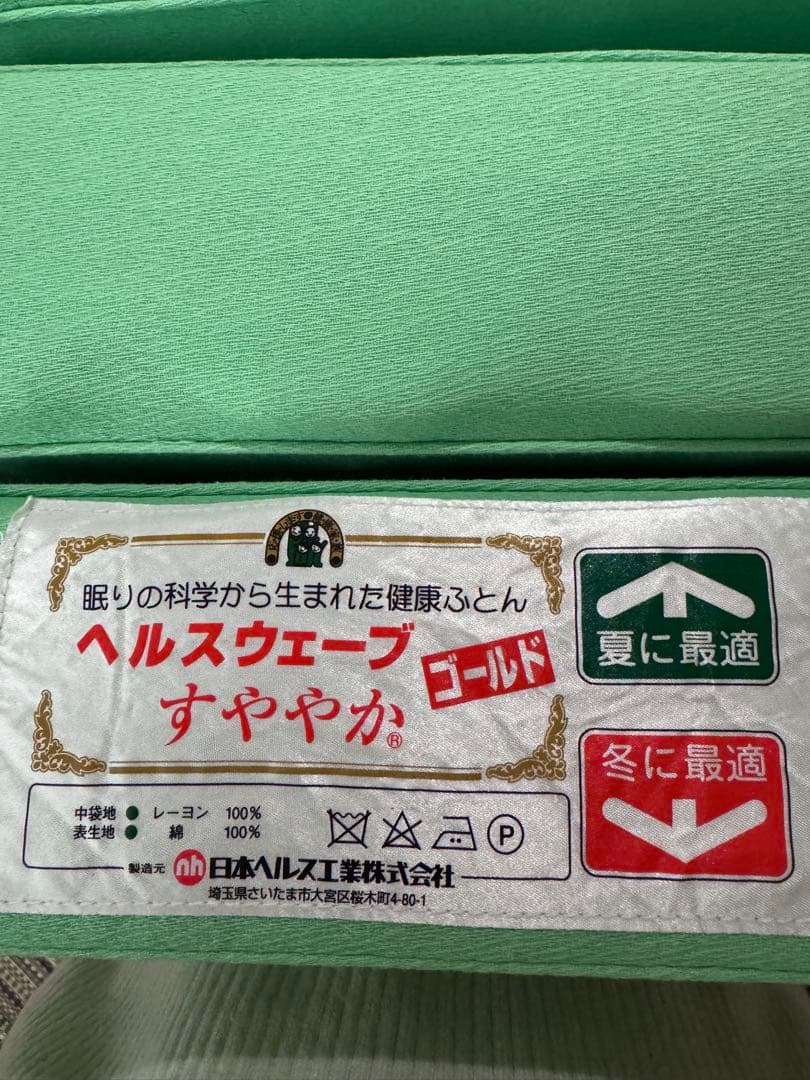 眠りの科学から生まれた健康ふとん
ヘルスウェーブ
ゴールド
すややか®
夏に最適
冬に最適
中袋地 ● レーヨン 100%
表生地 ● 綿 100%
P
製造元 nh 日本ヘルス工業株式会社
埼玉県さいたま市大宮区桜木町4-80-1